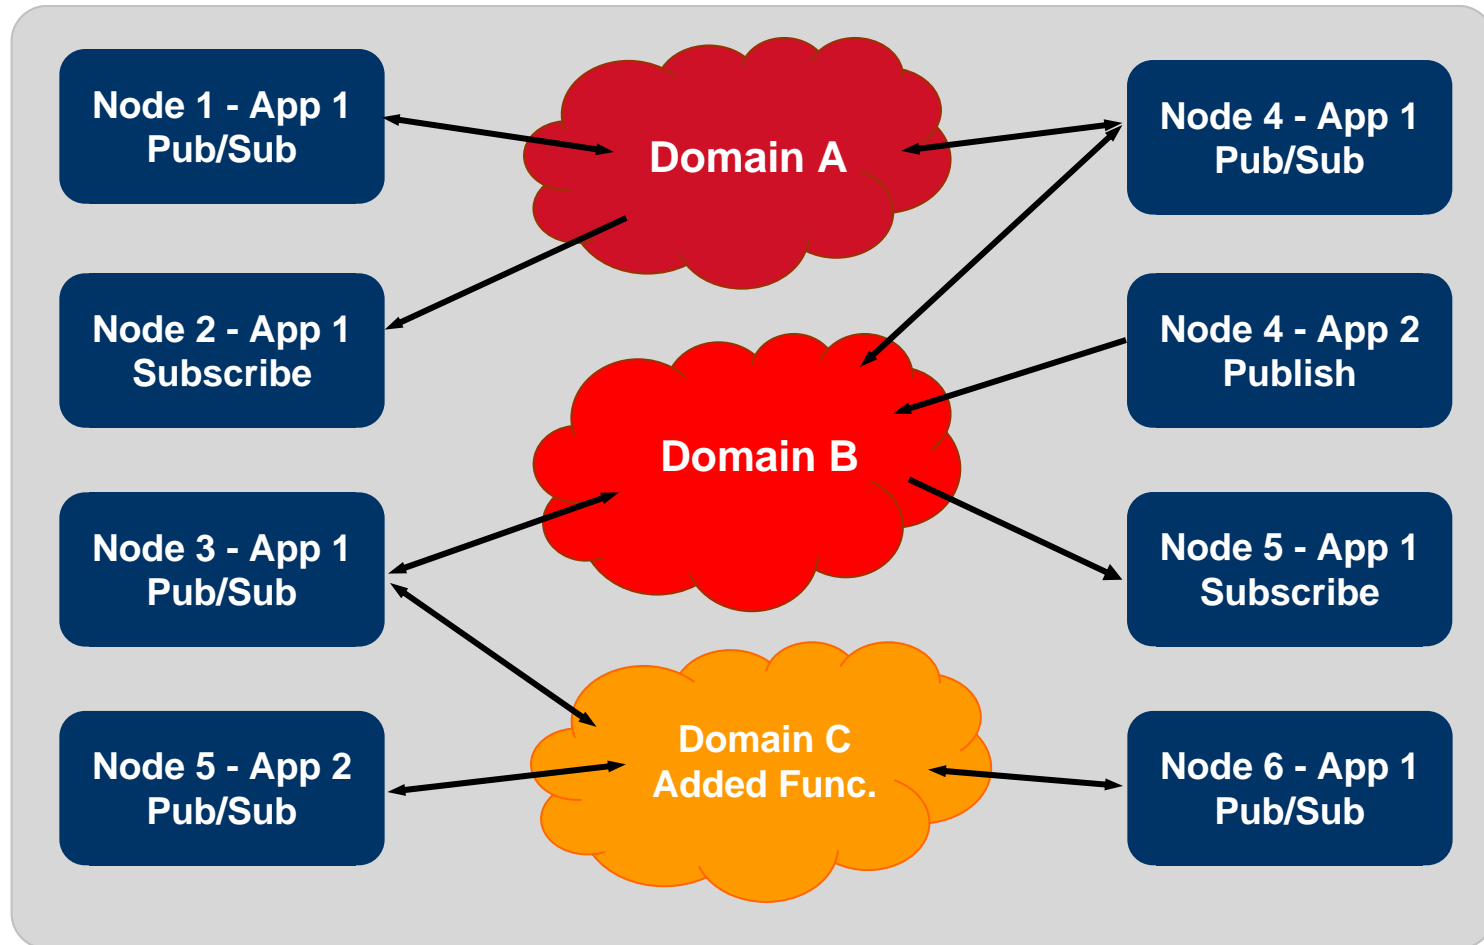 Node 1 - App 1
Pub/Sub
Domain A
Node 4 - App 1
Pub/Sub
Node 2 - App 1
Subscribe
Node 4 - App 2
Publish
Domain B
Node 3 - App 1
Pub/Sub
Node 5 - App 1
Subscribe
Node 5 - App 2
Pub/Sub
Domain C
Added Func.
Node 6 - App 1
Pub/Sub